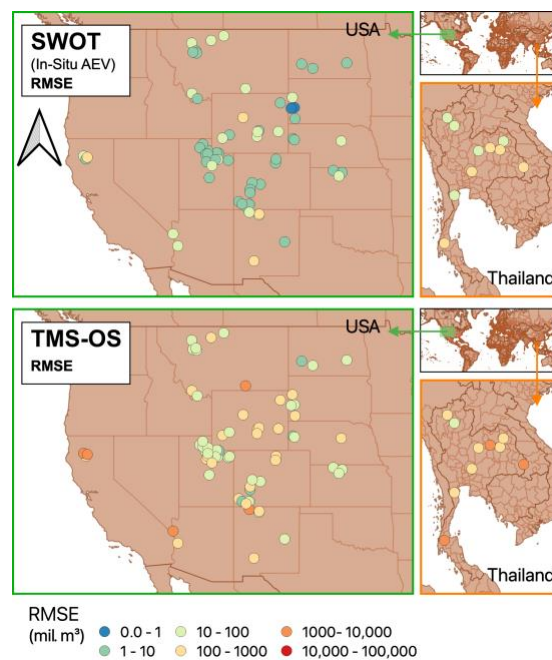 SWOT
(In-Situ AEV)
RMSE
USA
Thailand
TMS-OS
RMSE
USA
Thailand
RMSE
(mil. m³)
0.0 - 1
10 - 100
1000- 10,000
1 - 10
100 - 1000
10,000 - 100,000